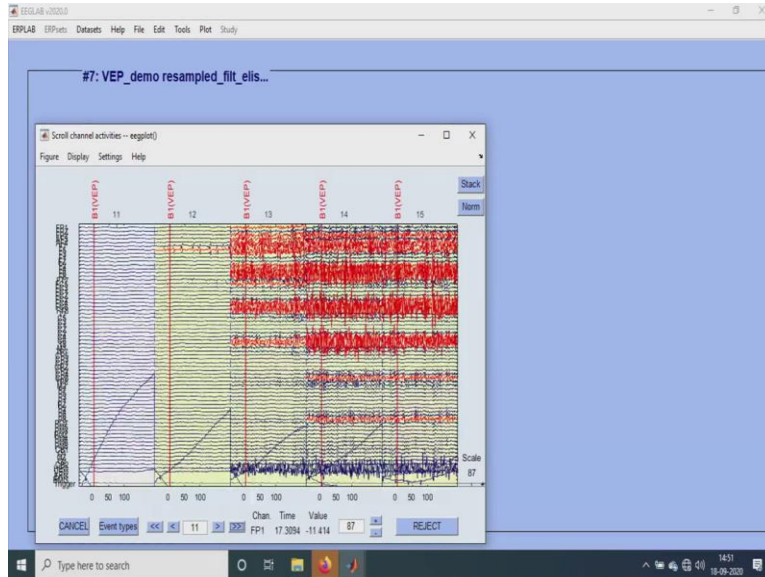 EEGLAB v2020.0
ERPLAB ERPsets Datasets Help File Edit Tools Plot Study
#7: VEP_demo resampled_filt_elis...
Scroll channel activities -- eegplot()
Figure Display Settings Help
B1(VEP) B1(VEP) B1(VEP) B1(VEP) B1(VEP)
11 12 13 14 15
Stack
Norm
Trigger
Scale
87
0 50 100 0 50 100 0 50 100 0 50 100 0 50 100
Chan. Time Value
CANCEL Event types << < 11 > >> FP1 17.3094 -11.414 87 + - REJECT
Type here to search
14:51
18-09-2020